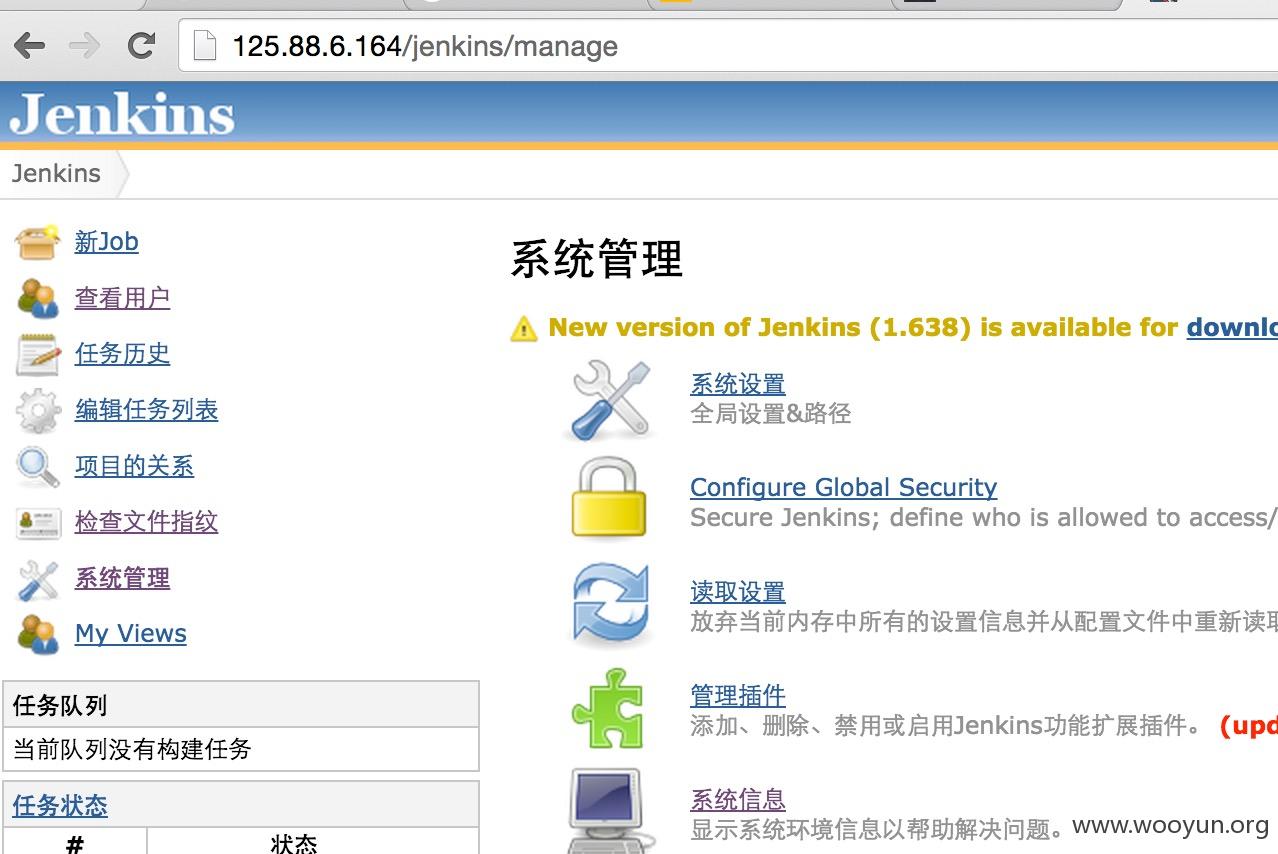 125.88.6.164/jenkins/manage
Jenkins
Jenkins
新Job
查看用户
任务历史
编辑任务列表
项目的关系
检查文件指纹
系统管理
My Views
任务队列
当前队列没有构建任务
任务状态
# 状态
系统管理
New version of Jenkins (1.638) is available for downlo
系统设置
全局设置&路径
Configure Global Security
Secure Jenkins; define who is allowed to access/
读取设置
放弃当前内存中所有的设置信息并从配置文件中重新读取
管理插件
添加、删除、禁用或启用Jenkins功能扩展插件。 (upd
系统信息
显示系统环境信息以帮助解决问题。
www.wooyun.org